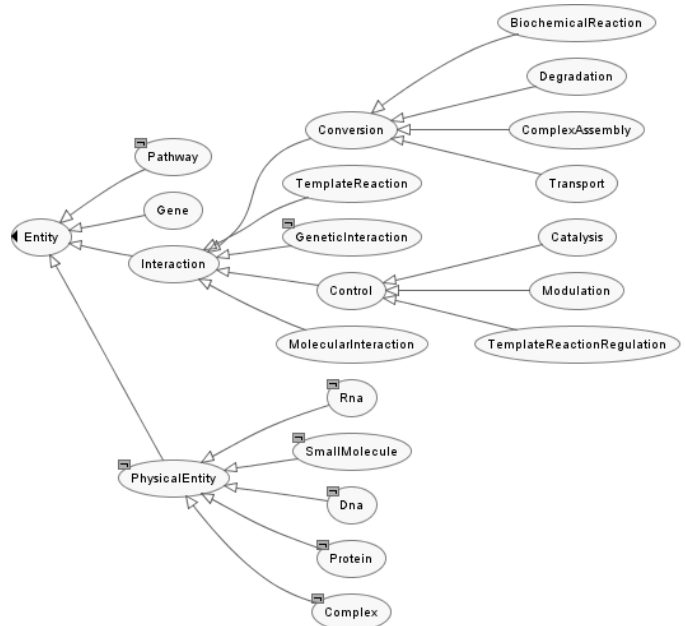 BiochemicalReaction
Degradation
Conversion
ComplexAssembly
Pathway
TemplateReaction
Transport
Gene
Entity
GeneticInteraction
Catalysis
Interaction
Control
Modulation
MolecularInteraction
TemplateReactionRegulation
Rna
SmallMolecule
PhysicalEntity
Dna
Protein
Complex